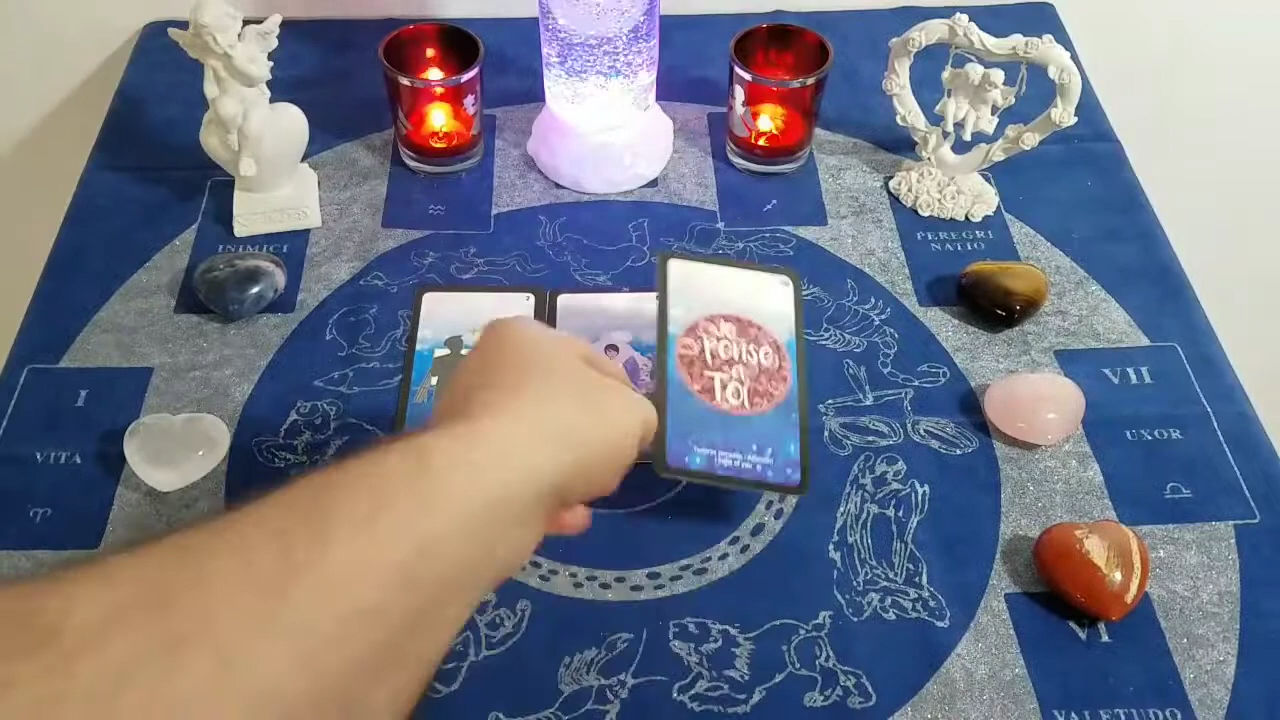 INIMICI
PEREGRI
NATIO
I
VITA
VII
UXOR
Je
Pense
à
Toi
VI
VALETUDO